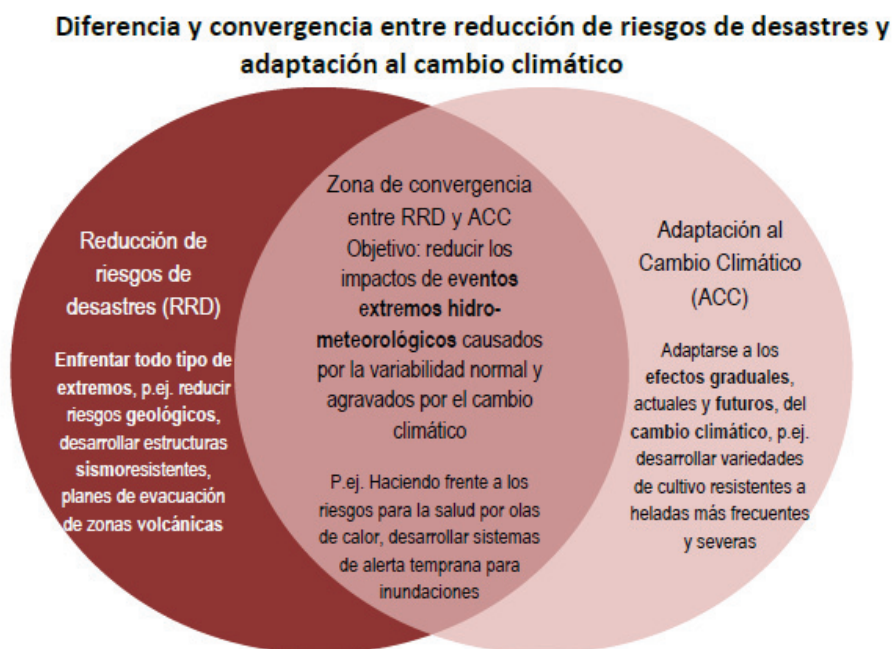 Diferencia y convergencia entre reducción de riesgos de desastres y
adaptación al cambio climático
Reducción de
riesgos de
desastres (RRD)
Enfrentar todo tipo de
extremos, p.ej. reducir
riesgos geológicos,
desarrollar estructuras
sismoresistentes,
planes de evacuación
de zonas volcánicas
Zona de convergencia
entre RRD y ACC
Objetivo: reducir los
impactos de eventos
extremos hidro-
meteorológicos causados
por la variabilidad normal y
agravados por el cambio
climático
P.ej. Haciendo frente a los
riesgos para la salud por olas
de calor, desarrollar sistemas
de alerta temprana para
inundaciones
Adaptación al
Cambio Climático
(ACC)
Adaptarse a los
efectos graduales,
actuales y futuros, del
cambio climático, p.ej.
desarrollar variedades
de cultivo resistentes a
heladas más frecuentes
y severas